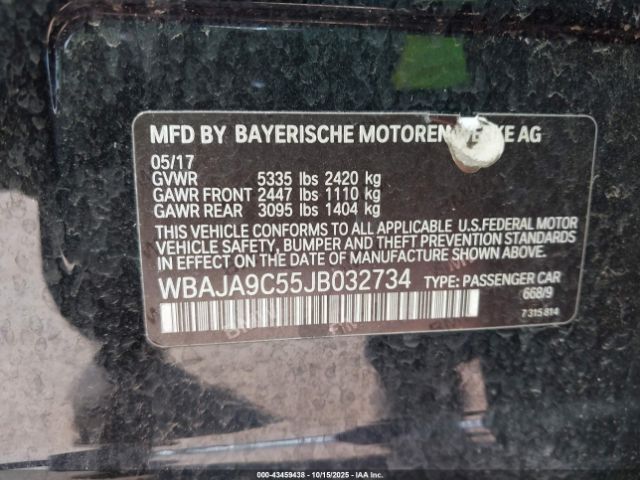 MFD BY BAYERISCHE MOTOREN WERKE AG
05/17
GVWR 5335 lbs 2420 kg
GAWR FRONT 2447 lbs 1110 kg
GAWR REAR 3095 lbs 1404 kg
THIS VEHICLE CONFORMS TO ALL APPLICABLE U.S.FEDERAL MOTOR
VEHICLE SAFETY, BUMPER AND THEFT PREVENTION STANDARDS
IN EFFECT ON THE DATE OF MANUFACTURE SHOWN ABOVE.
WBAJA9C55JB032734 TYPE: PASSENGER CAR
668/9
7 315 814
000-43459438 - 10/15/2025 - IAA Inc.